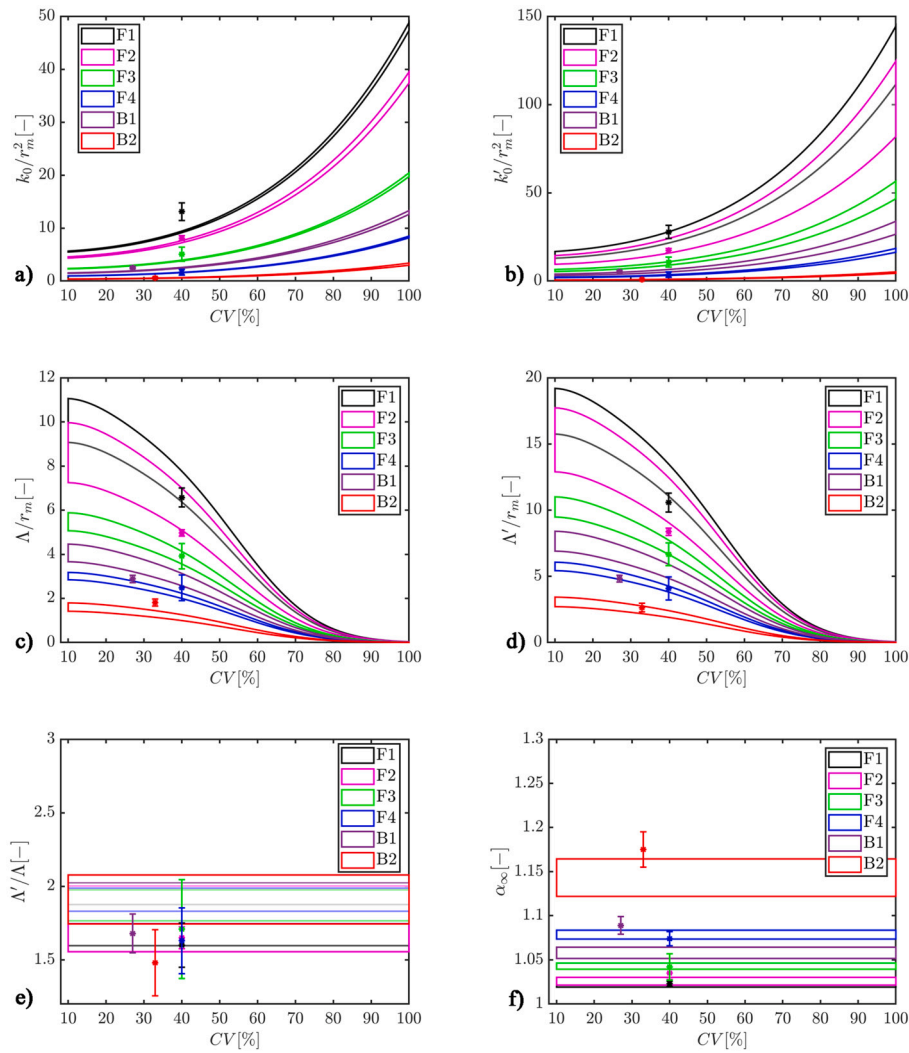 50
40
30
20
10
0
k₀/r²ₘ[−]
F1
F2
F3
F4
B1
B2
a)
10 20 30 40 50 60 70 80 90 100
CV[%]
150
100
50
0
k′₀/r²ₘ[−]
F1
F2
F3
F4
B1
B2
b)
10 20 30 40 50 60 70 80 90 100
CV[%]
12
10
8
6
4
2
0
Λ/rₘ[−]
F1
F2
F3
F4
B1
B2
c)
10 20 30 40 50 60 70 80 90 100
CV[%]
20
15
10
5
0
Λ′/rₘ[−]
F1
F2
F3
F4
B1
B2
d)
10 20 30 40 50 60 70 80 90 100
CV[%]
3
2.5
2
1.5
Λ′/Λ[−]
F1
F2
F3
F4
B1
B2
e)
10 20 30 40 50 60 70 80 90 100
CV[%]
1.3
1.25
1.2
1.15
1.1
1.05
1
α∞[−]
F1
F2
F3
F4
B1
B2
f)
10 20 30 40 50 60 70 80 90 100
CV[%]